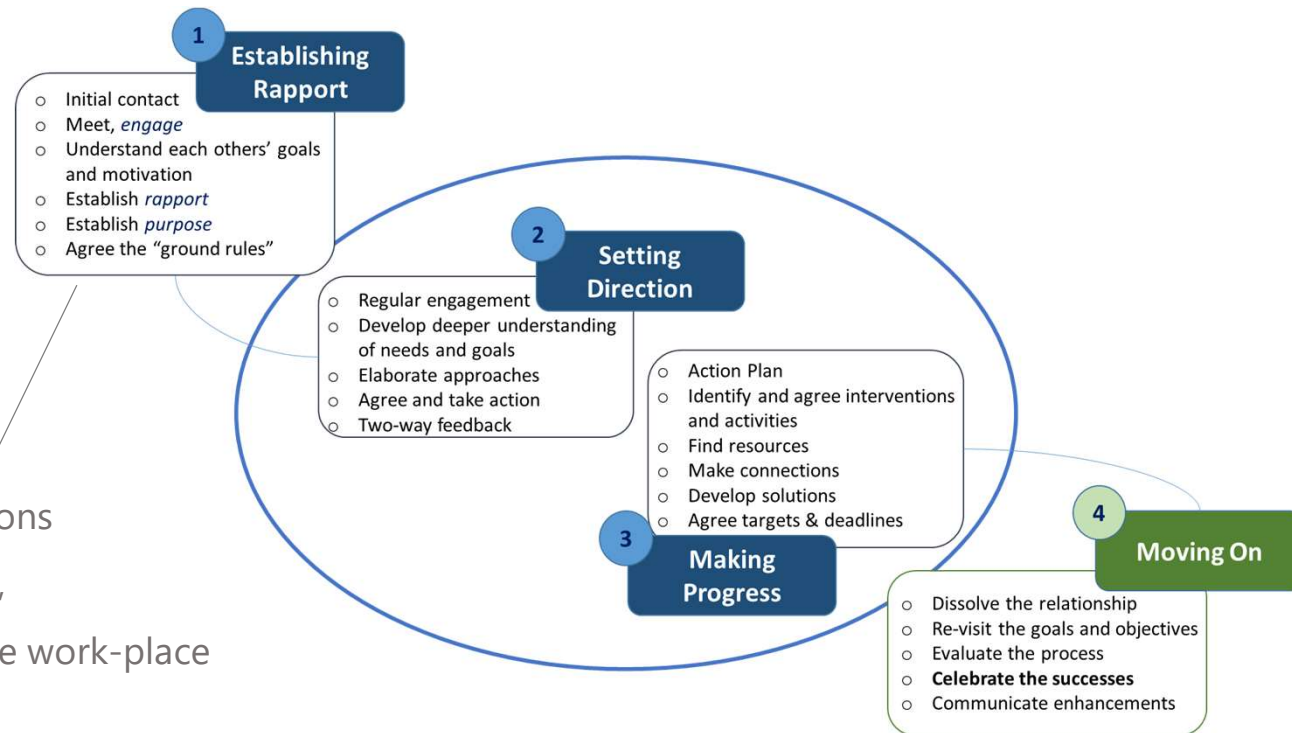 1
Establishing
Rapport
o Initial contact
o Meet, engage
o Understand each others’ goals
and motivation
o Establish rapport
o Establish purpose
o Agree the “ground rules”
2
Setting
Direction
o Regular engagement
o Develop deeper understanding
of needs and goals
o Elaborate approaches
o Agree and take action
o Two-way feedback
o Action Plan
o Identify and agree interventions
and activities
o Find resources
o Make connections
o Develop solutions
o Agree targets & deadlines
3
Making
Progress
4
Moving On
o Dissolve the relationship
o Re-visit the goals and objectives
o Evaluate the process
o Celebrate the successes
o Communicate enhancements
work-place